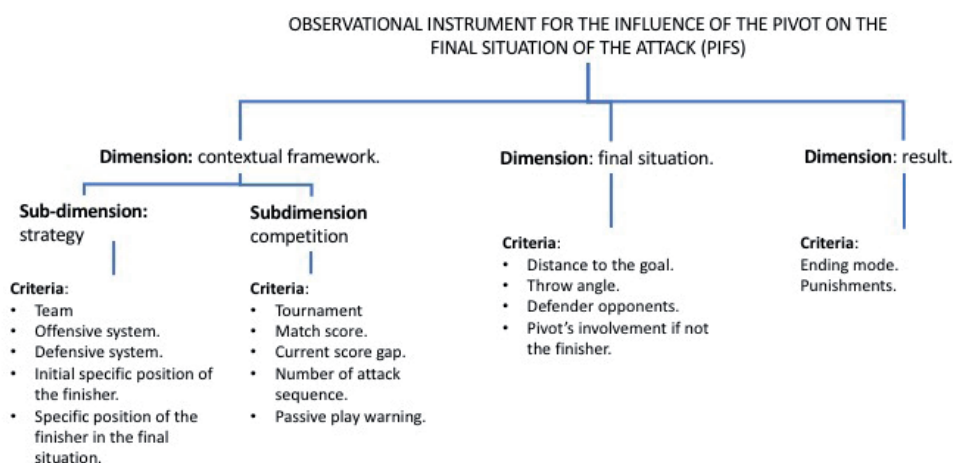 OBSERVATIONAL INSTRUMENT FOR THE INFLUENCE OF THE PIVOT ON THE
FINAL SITUATION OF THE ATTACK (PIFS)
Dimension: contextual framework.
Dimension: final situation.
Dimension: result.
Sub-dimension:
strategy
Subdimension
competition
Criteria:
• Team
• Offensive system.
• Defensive system.
• Initial specific position of
the finisher.
• Specific position of the
finisher in the final
situation.
Criteria:
• Tournament
• Match score.
• Current score gap.
• Number of attack
sequence.
• Passive play warning.
Criteria:
• Distance to the goal.
• Throw angle.
• Defender opponents.
• Pivot's involvement if not
the finisher.
Criteria:
Ending mode.
Punishments.